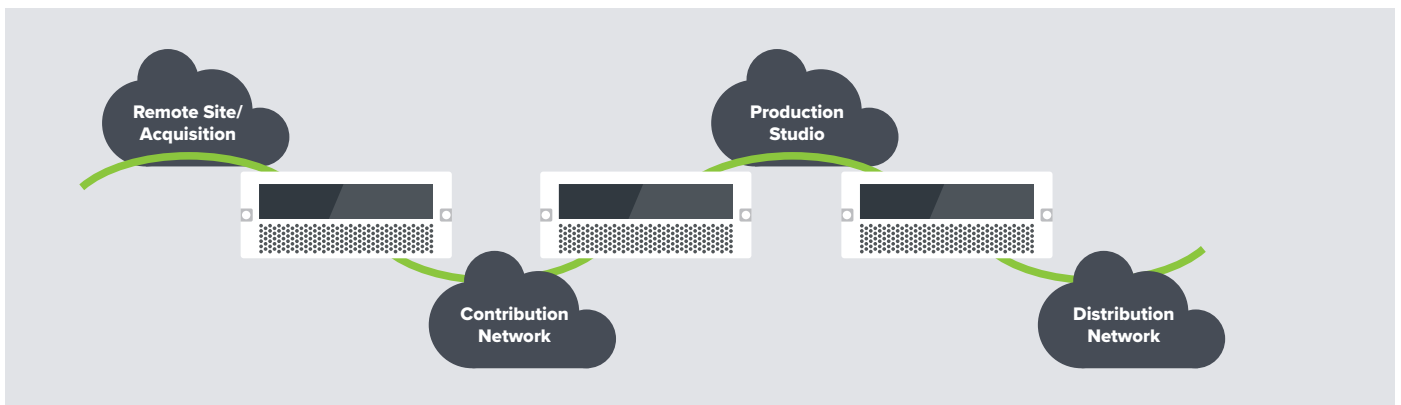 Remote Site/
Acquisition
Production
Studio
Contribution
Network
Distribution
Network